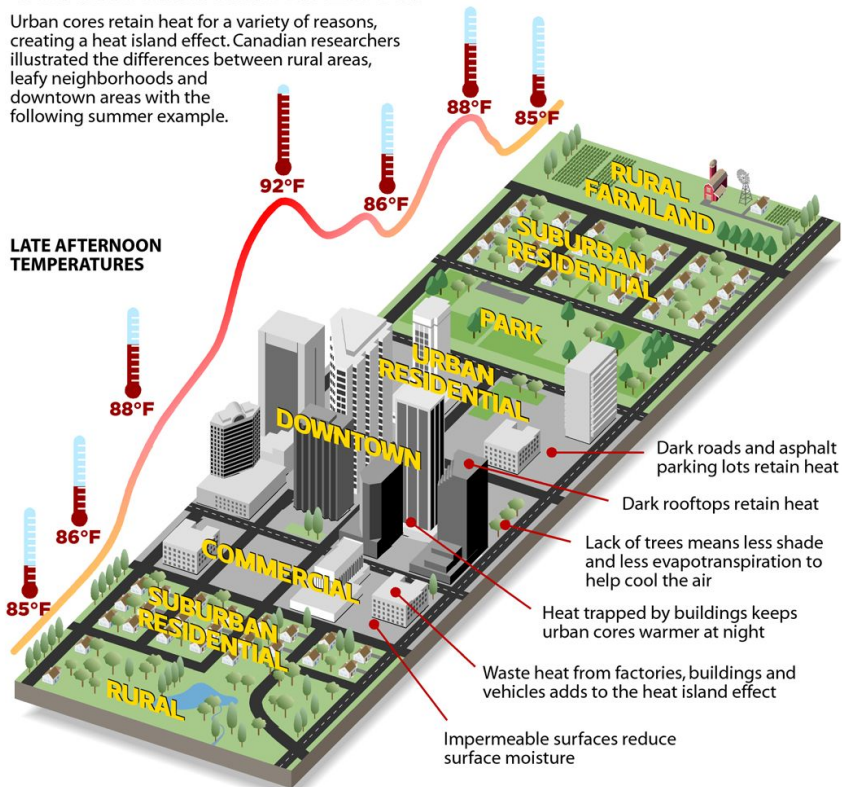 Urban cores retain heat for a variety of reasons,
creating a heat island effect. Canadian researchers
illustrated the differences between rural areas,
leafy neighborhoods and
downtown areas with the
following summer example.
88°F
85°F
92°F
86°F
LATE AFTERNOON
TEMPERATURES
88°F
86°F
85°F
RURAL
FARMLAND
SUBURBAN
RESIDENTIAL
PARK
URBAN
RESIDENTIAL
DOWNTOWN
COMMERCIAL
SUBURBAN
RESIDENTIAL
RURAL
Dark roads and asphalt
parking lots retain heat
Dark rooftops retain heat
Lack of trees means less shade
and less evapotranspiration to
help cool the air
Heat trapped by buildings keeps
urban cores warmer at night
Waste heat from factories, buildings and
vehicles adds to the heat island effect
Impermeable surfaces reduce
surface moisture